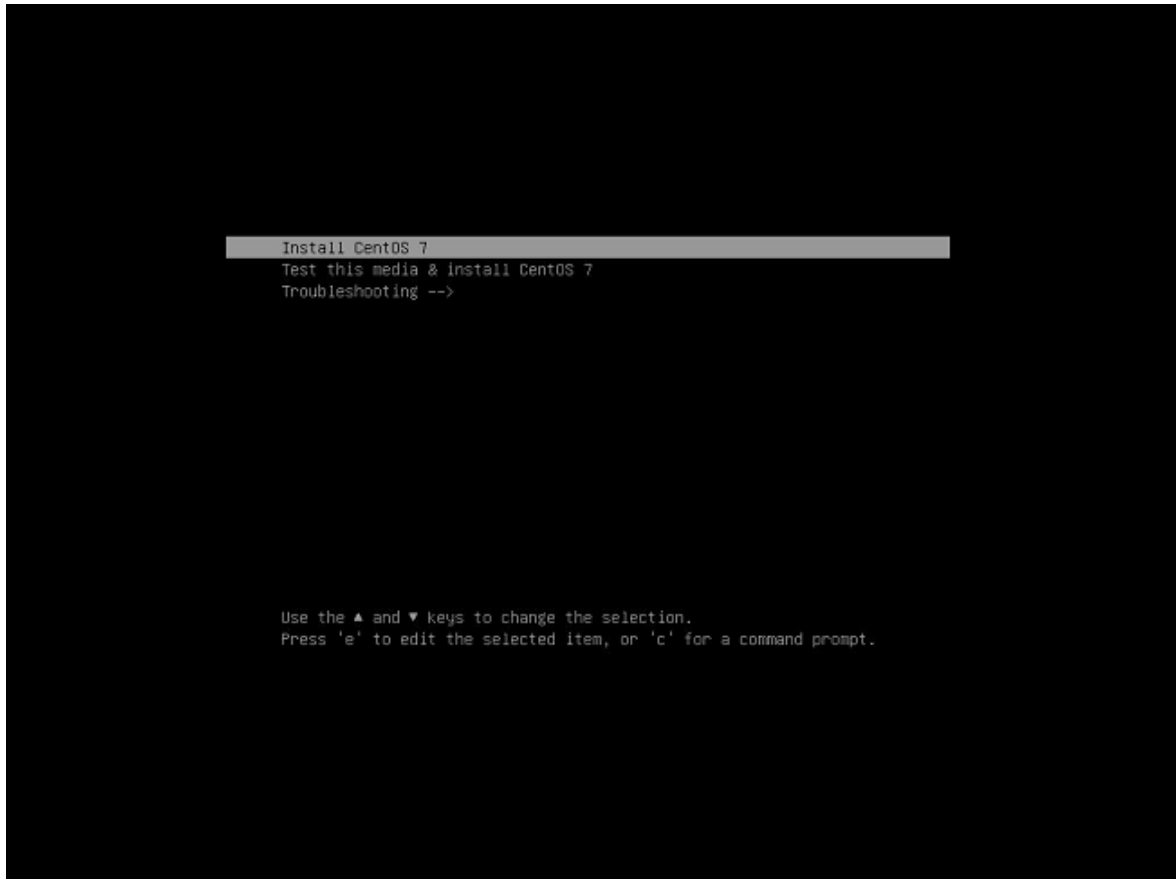 Install CentOS 7
Test this media & install CentOS 7
Troubleshooting -->
Use the ▲ and ▼ keys to change the selection.
Press 'e' to edit the selected item, or 'c' for a command prompt.